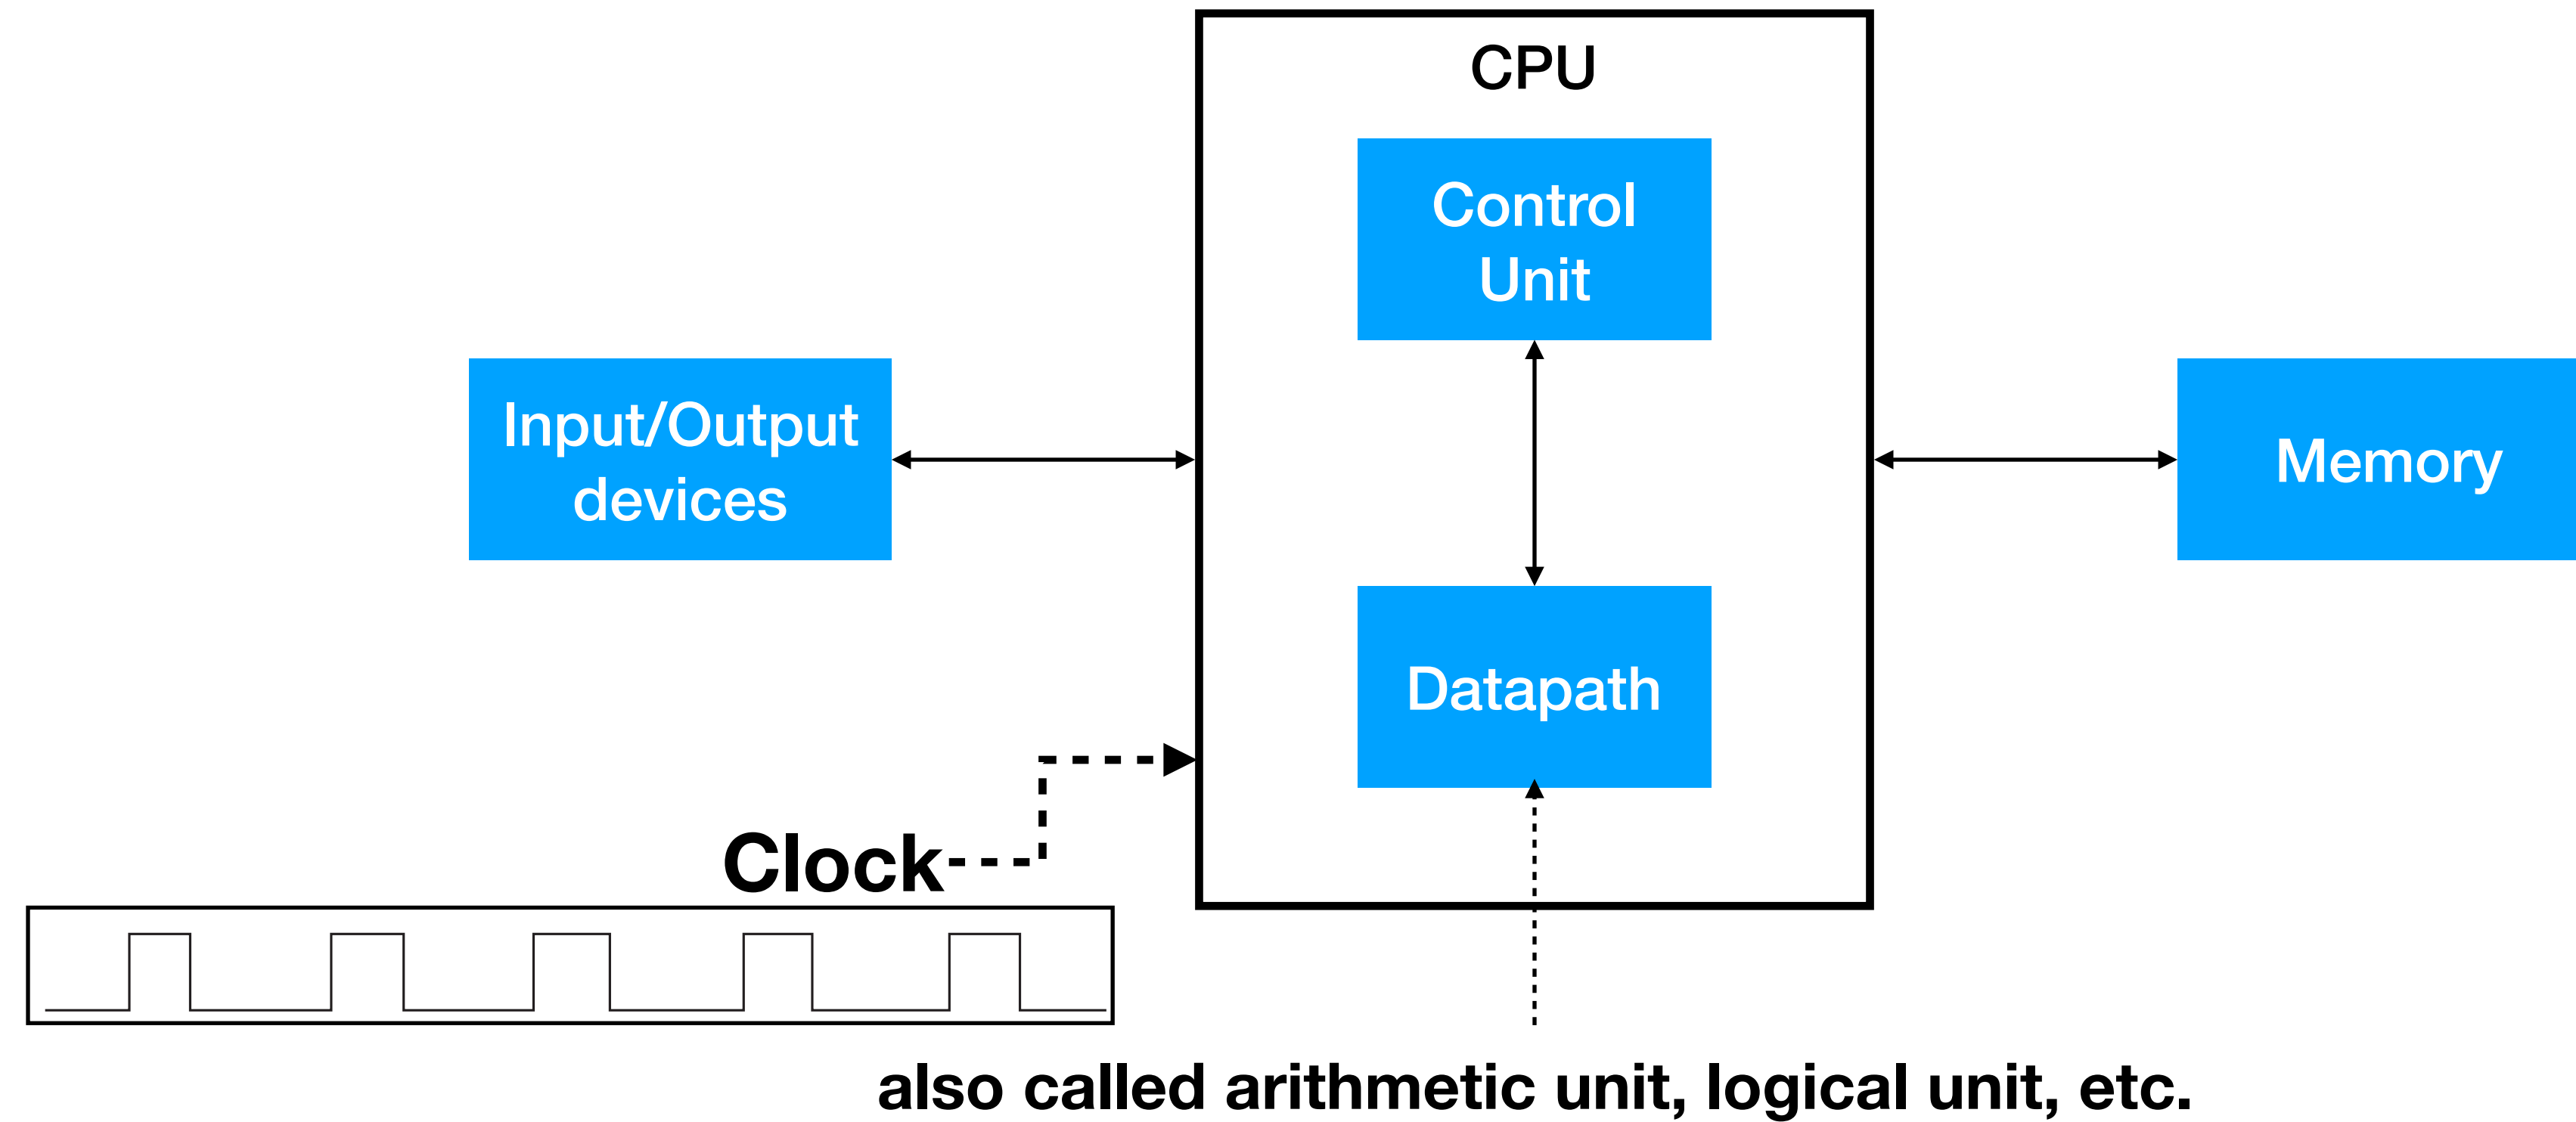 CPU
Control
Unit
Input/Output
devices
Memory
Datapath
Clock
also called arithmetic unit, logical unit, etc.